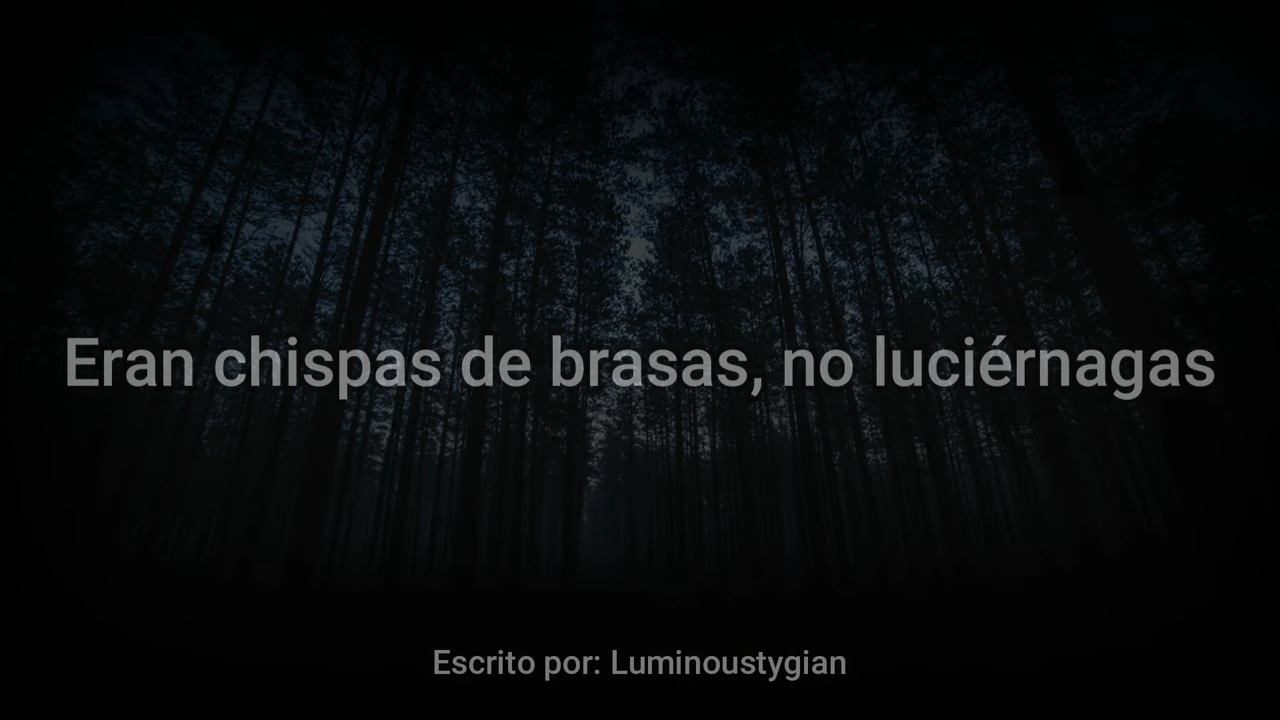 Eran chispas de brasas, no luciérnagas
Escrito por: Luminoustygian